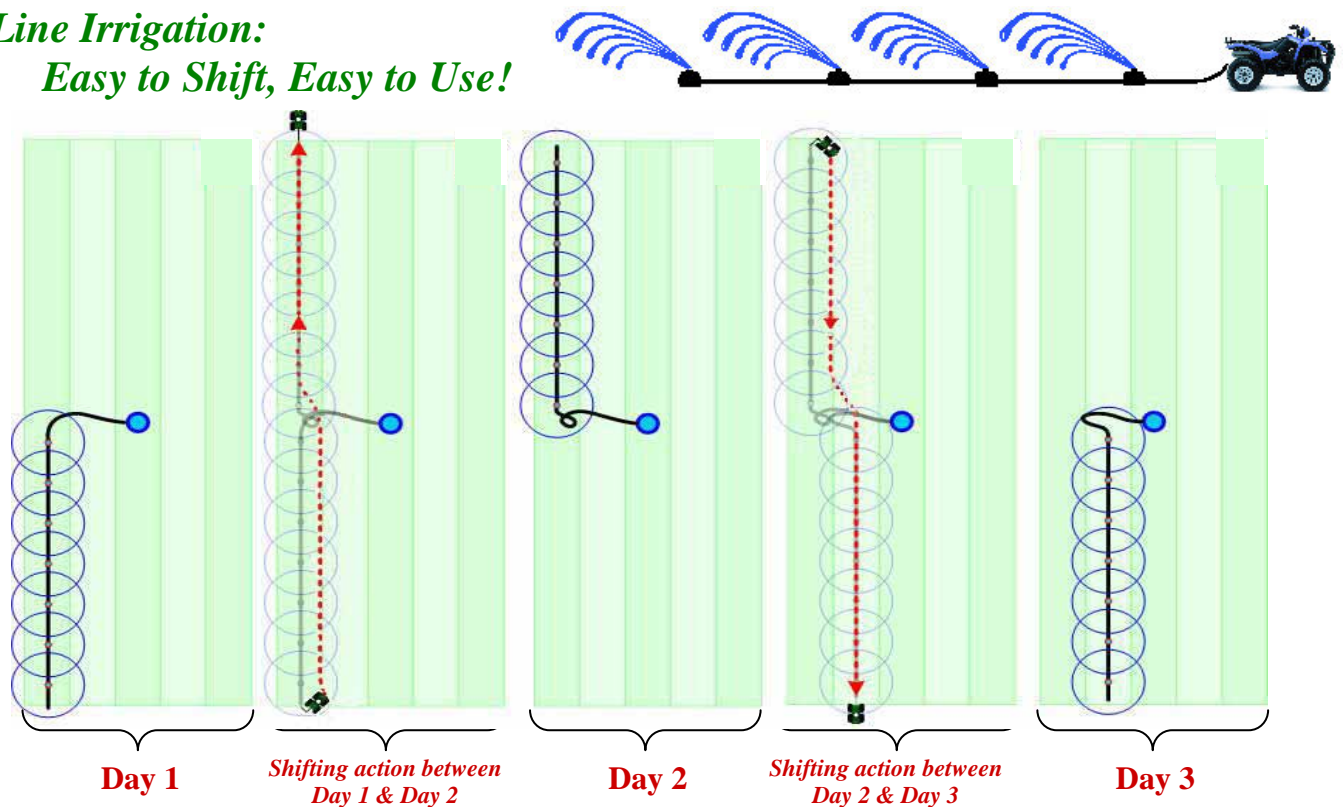 Line Irrigation:
Easy to Shift, Easy to Use!
Day 1
Shifting action between
Day 1 & Day 2
Day 2
Shifting action between
Day 2 & Day 3
Day 3